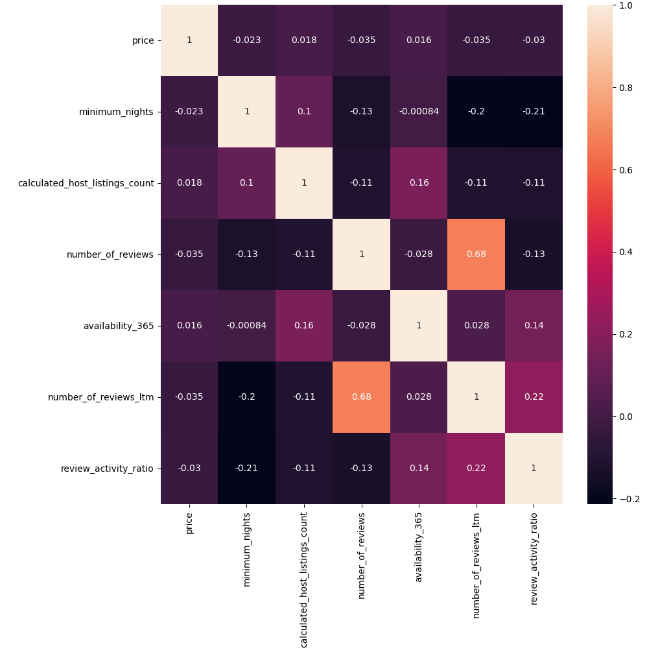 price 1 -0.023 0.018 -0.035 0.016 -0.035 -0.03
minimum_nights -0.023 1 0.1 -0.13 -0.00084 -0.2 -0.21
calculated_host_listings_count 0.018 0.1 1 -0.11 0.16 -0.11 -0.11
number_of_reviews -0.035 -0.13 -0.11 1 -0.028 0.68 -0.13
availability_365 0.016 -0.00084 0.16 -0.028 1 0.028 0.14
number_of_reviews_ltm -0.035 -0.2 -0.11 0.68 0.028 1 0.22
review_activity_ratio -0.03 -0.21 -0.11 -0.13 0.14 0.22 1
price
minimum_nights
calculated_host_listings_count
number_of_reviews
availability_365
number_of_reviews_ltm
review_activity_ratio
1.0
0.8
0.6
0.4
0.2
0.0
−0.2